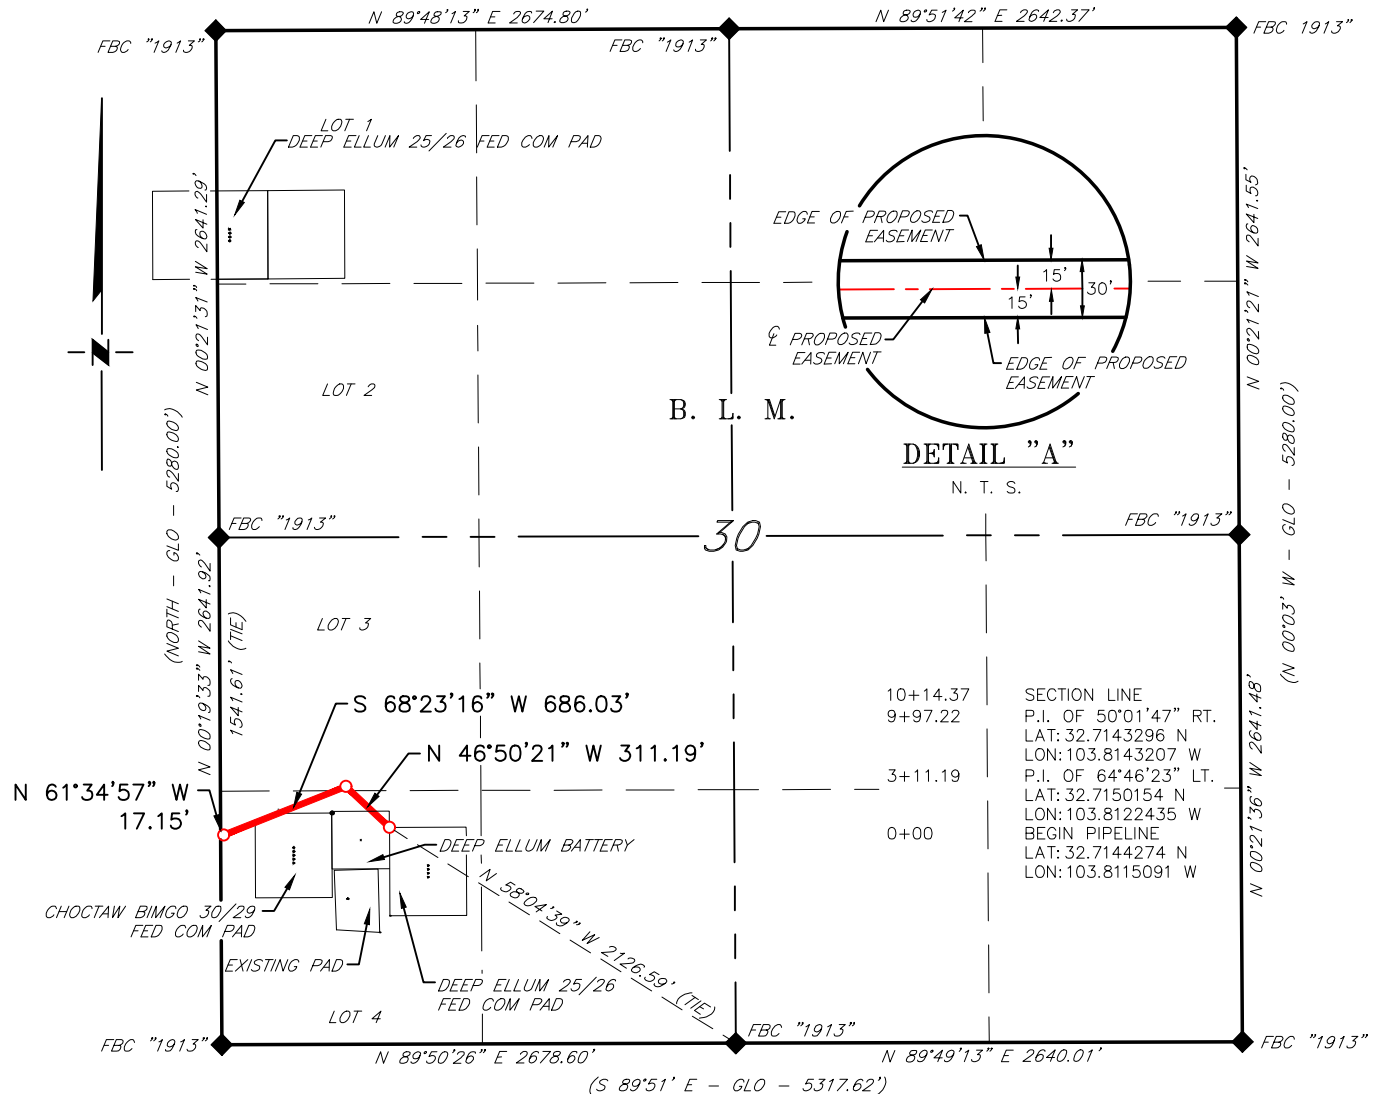 N 89°48'13" E 2674.80'
N 89°51'42" E 2642.37'
FBC "1913"
FBC "1913"
FBC 1913"
LOT 1
DEEP ELLUM 25/26 FED COM PAD
N 00°21'31" W 2641.29'
N 00°21'21" W 2641.55'
EDGE OF PROPOSED
EASEMENT
15'
30'
15'
℄ PROPOSED
EASEMENT
EDGE OF PROPOSED
EASEMENT
N
LOT 2
B. L. M.
DETAIL "A"
N. T. S.
(NORTH - GLO - 5280.00')
(N 00°03' W - GLO - 5280.00')
FBC "1913"
30
FBC "1913"
N 00°19'33" W 2641.92'
1541.61' (TIE)
LOT 3
S 68°23'16" W 686.03'
N 46°50'21" W 311.19'
N 61°34'57" W
17.15'
10+14.37 SECTION LINE
9+97.22 P.I. OF 50°01'47" RT.
LAT: 32.7143296 N
LON: 103.8143207 W
3+11.19 P.I. OF 64°46'23" LT.
LAT: 32.7150154 N
LON: 103.8122435 W
0+00 BEGIN PIPELINE
LAT: 32.7144274 N
LON: 103.8115091 W
N 00°21'36" W 2641.48'
DEEP ELLUM BATTERY
N 58°04'39" W 2126.59' (TIE)
CHOCTAW BIMGO 30/29
FED COM PAD
EXISTING PAD
DEEP ELLUM 25/26
FED COM PAD
LOT 4
FBC "1913"
FBC "1913"
FBC "1913"
N 89°50'26" E 2678.60'
N 89°49'13" E 2640.01'
(S 89°51' E - GLO - 5317.62')